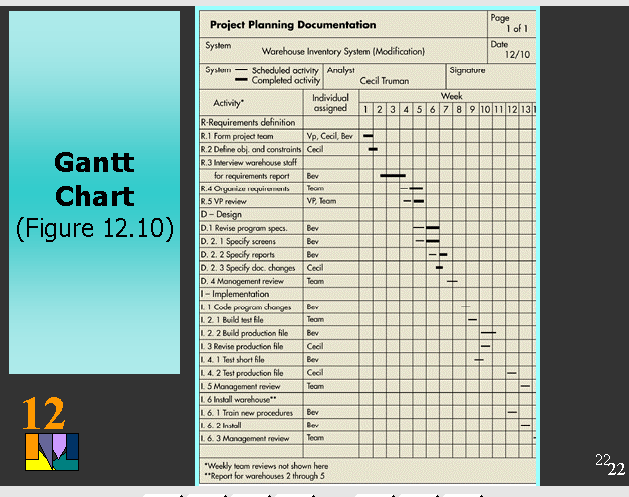 Gantt
Chart
(Figure 12.10)
12
Project Planning Documentation
Page
1 of 1
System
Warehouse Inventory System (Modification)
Date
12/10
System — Scheduled activity
Completed activity
Analyst
Cecil Truman
Signature
Activity*
Individual
assigned
Week
1 2 3 4 5 6 7 8 9 10 11 12 13 1
R-Requirements definition
R.1 Form project team Vp, Cecil, Bev
R.2 Define obj. and constraints Cecil
R.3 Interview warehouse staff
for requirements report Bev
R.4 Organize requirements Team
R.5 VP review VP, Team
D – Design
D.1 Revise program specs. Bev
D. 2. 1 Specify screens Bev
D. 2. 2 Specify reports Bev
D. 2. 3 Specify doc. changes Cecil
D. 4 Management review Team
I – Implementation
I. 1 Code program changes Bev
I. 2. 1 Build test file Team
I. 2. 2 Build production file Bev
I. 3 Revise production file Cecil
I. 4. 1 Test short file Bev
I. 4. 2 Test production file Cecil
I. 5 Management review Team
I. 6 Install warehouse**
I. 6. 1 Train new procedures Bev
I. 6. 2 Install Bev
I. 6. 3 Management review Team
*Weekly team reviews not shown here
**Report for warehouses 2 through 5
22
22